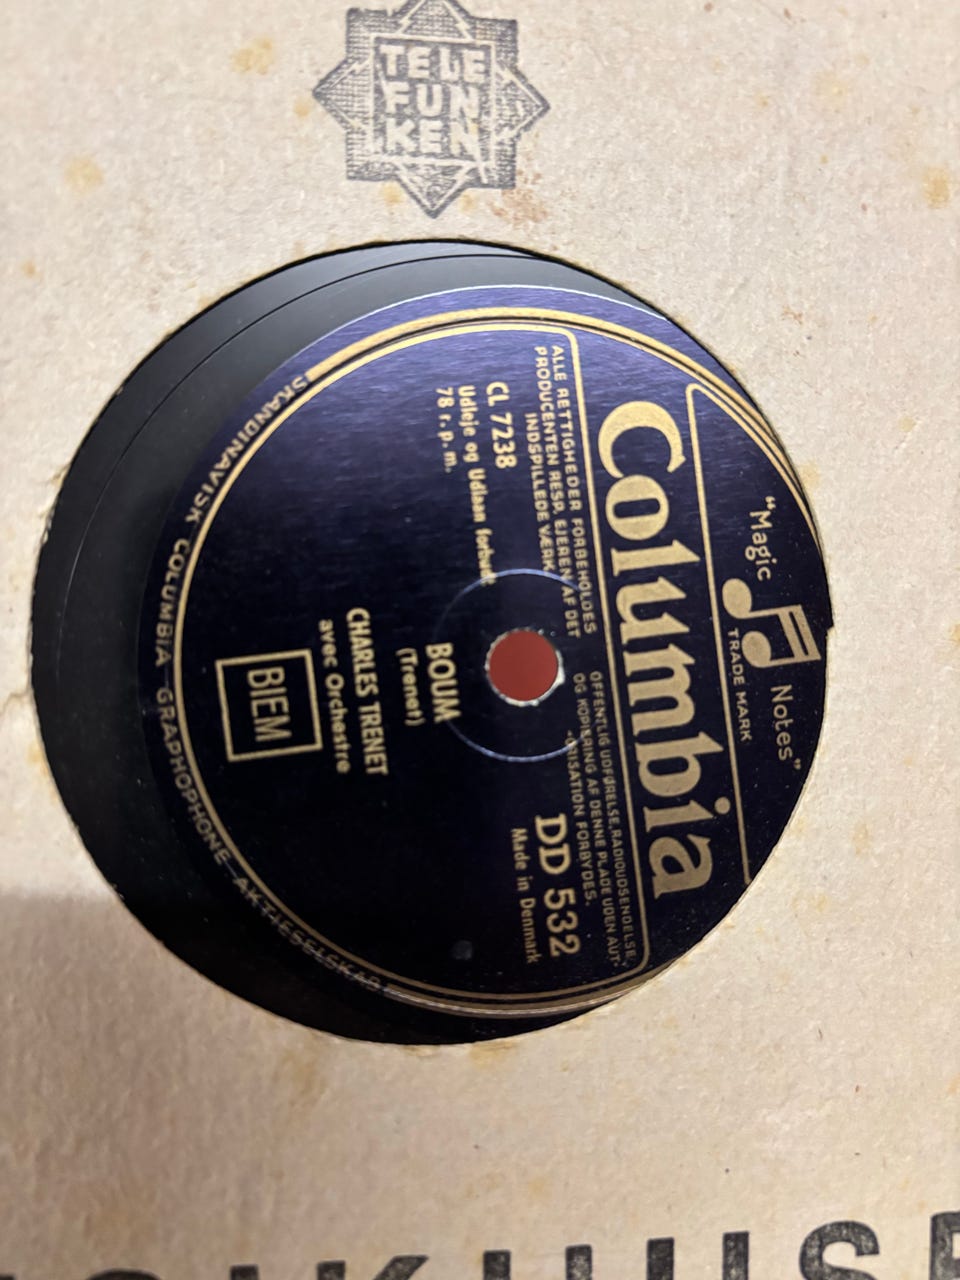 TELE
FUN
KEN
"Magic Notes"
TRADE MARK
Columbia
ALLE RETTIGHEDER FORBEHOLDES
PRODUCENTEN RESP. EJEREN AF DET
INDSPILLEDE VÆRK.
OFFENTLIG UDFØRELSE, RADIOUDSENDELSE,
OG KOPIERING AF DENNE PLADE UDEN AUT-
ORISATION FORBYDES.
CL 7238
Udleje og Udlaan forbudt
78 r. p. m.
DD 532
Made in Denmark
BOUM
(Trenet)
CHARLES TRENET
avec Orchestre
BIEM
SKANDINAVISK COLUMBIA GRAPHOPHONE AKTIESELSKAB